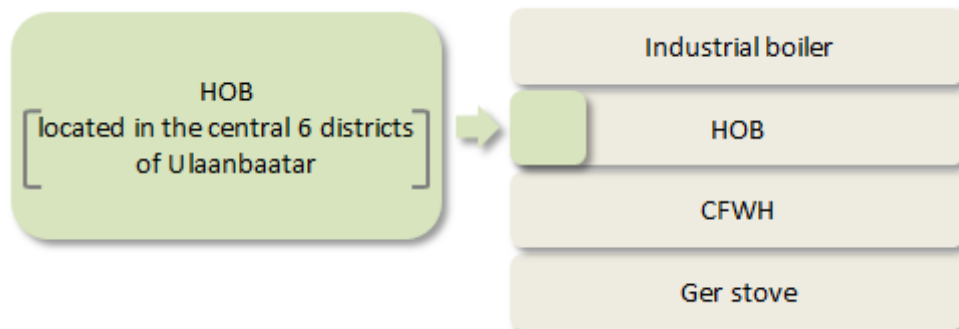 HOB
located in the central 6 districts
of Ulaanbaatar
Industrial boiler
HOB
CFWH
Ger stove